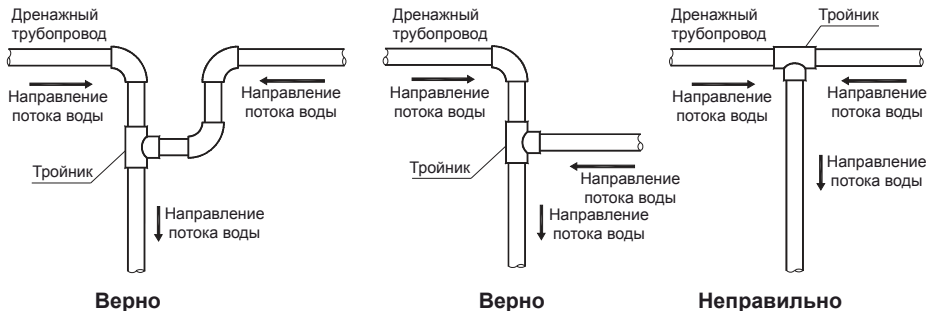 Дренажный
трубопровод
Направление
потока воды
Направление
потока воды
Тройник
Направление
потока воды
Верно
Дренажный
трубопровод
Направление
потока воды
Тройник
Направление
потока воды
Направление
потока воды
Верно
Дренажный
трубопровод
Тройник
Направление
потока воды
Направление
потока воды
Направление
потока воды
Неправильно